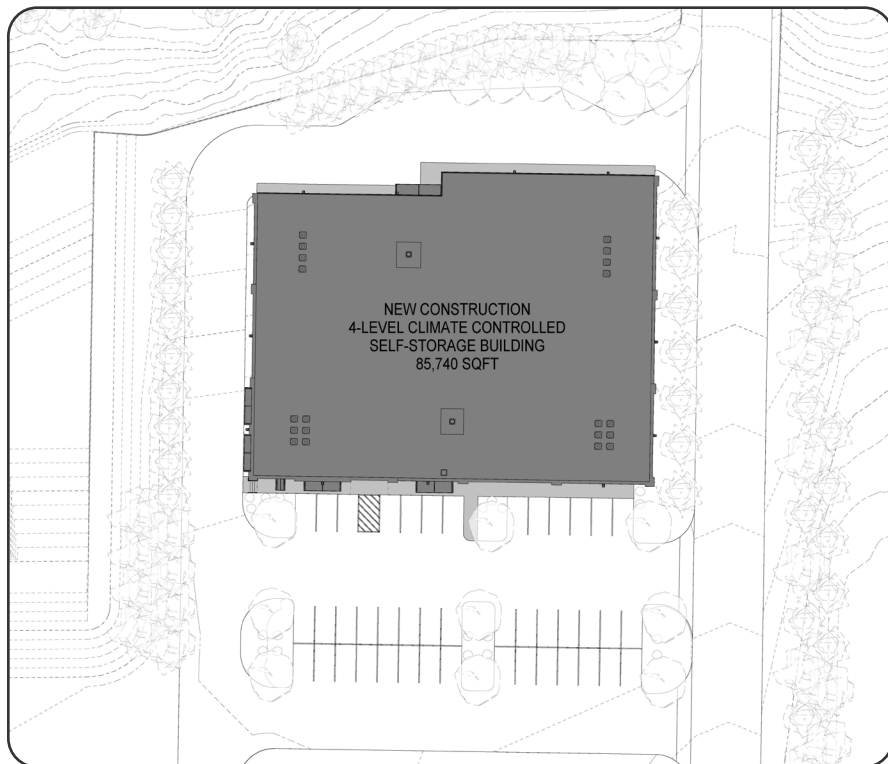 NEW CONSTRUCTION
4-LEVEL CLIMATE CONTROLLED
SELF-STORAGE BUILDING
85,740 SQFT